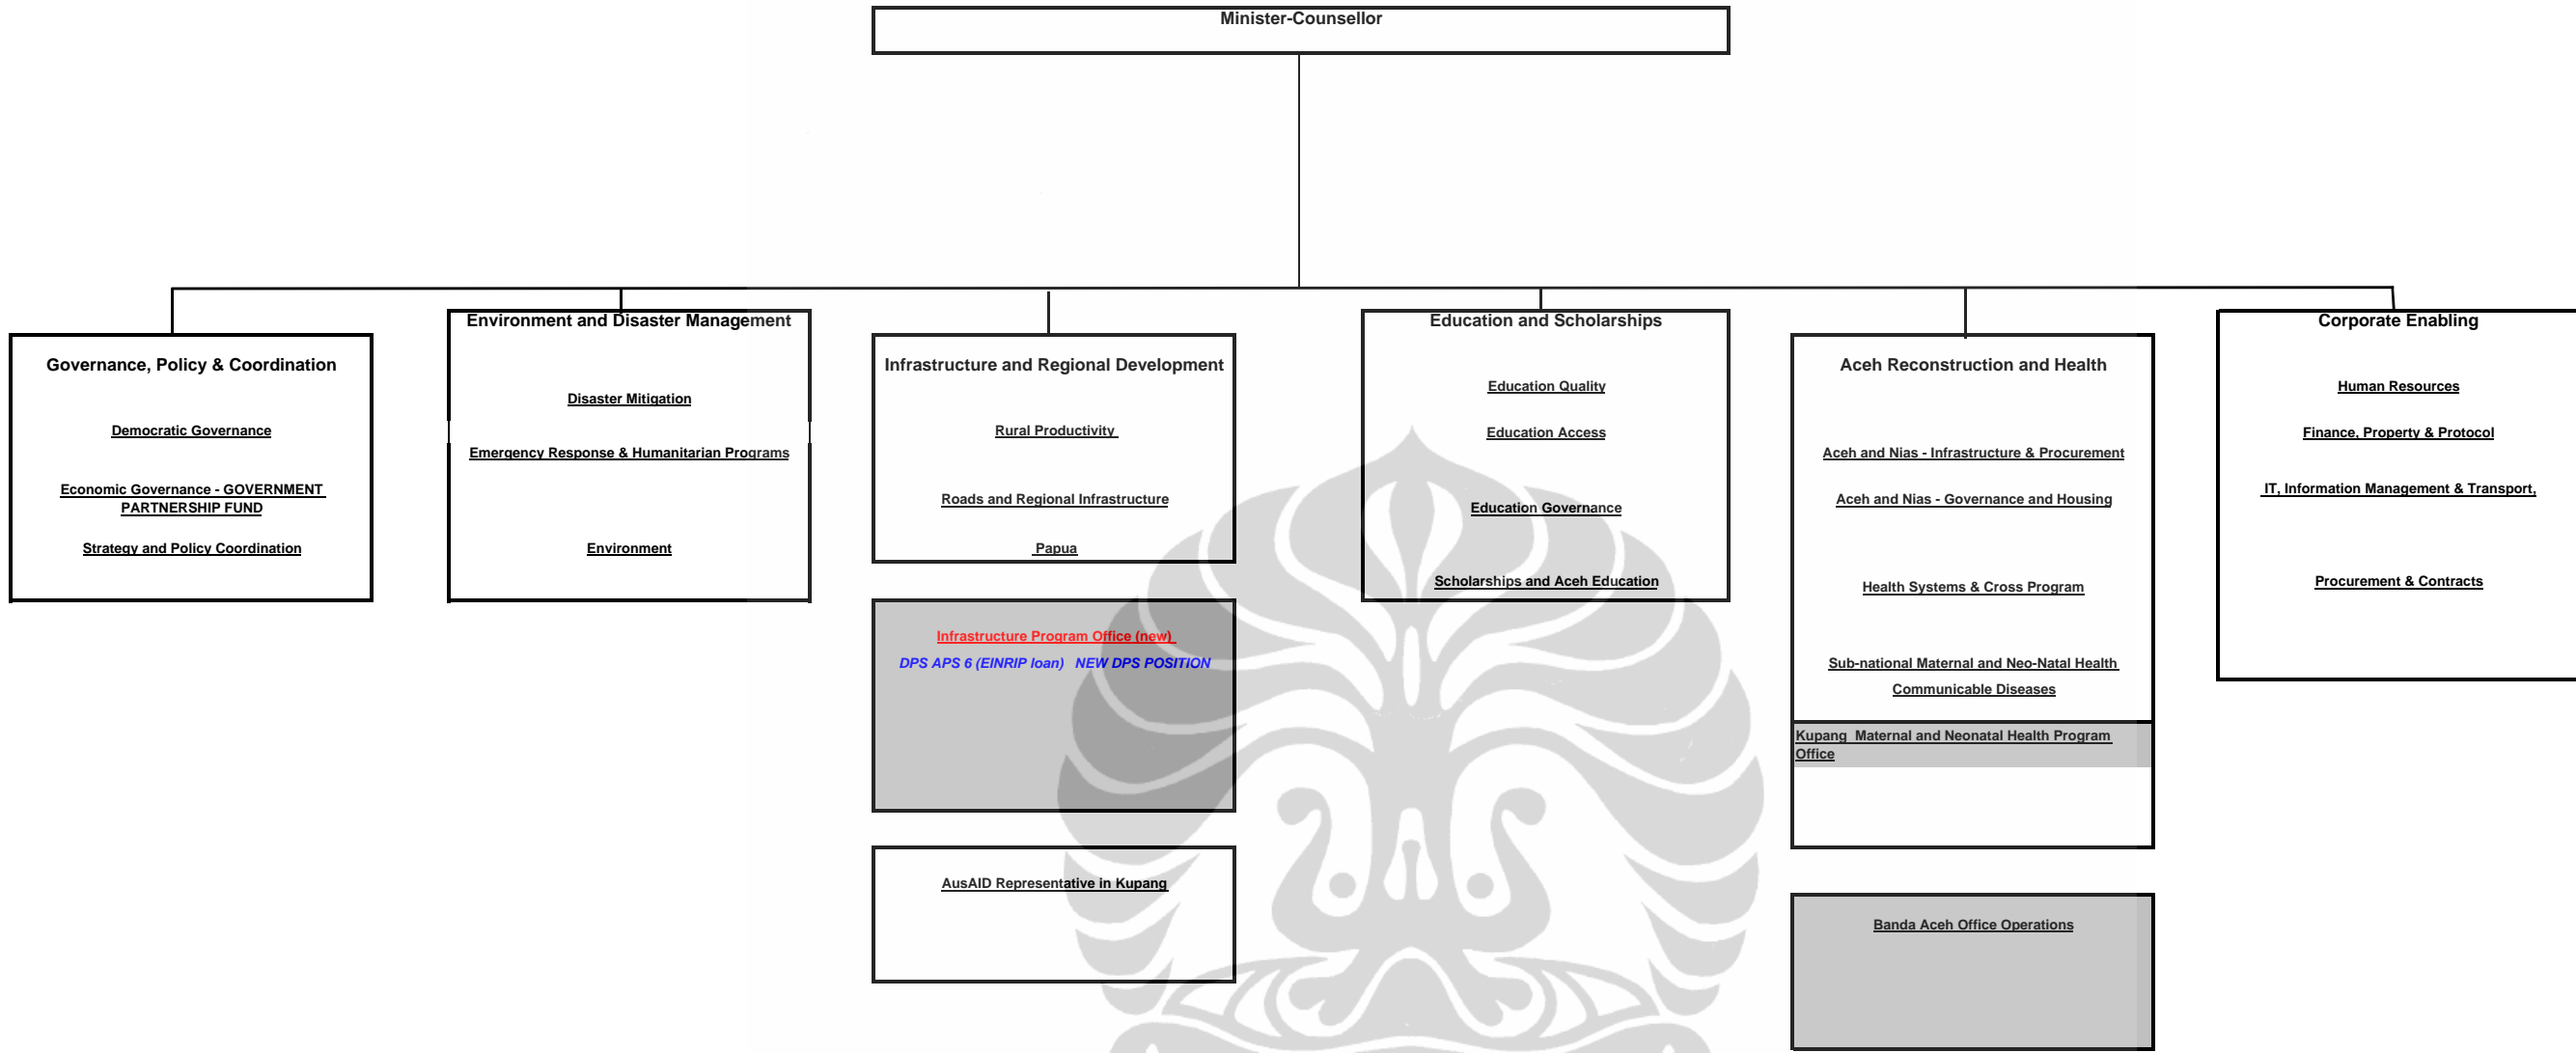 Minister-Counsellor
Governance, Policy & Coordination
Democratic Governance
Economic Governance - GOVERNMENT
PARTNERSHIP FUND
Strategy and Policy Coordination
Environment and Disaster Management
Disaster Mitigation
Emergency Response & Humanitarian Programs
Environment
Infrastructure and Regional Development
Rural Productivity
Roads and Regional Infrastructure
Papua
Infrastructure Program Office (new)
DPS APS 6 (EINRIP loan) NEW DPS POSITION
AusAID Representative in Kupang
Education and Scholarships
Education Quality
Education Access
Education Governance
Scholarships and Aceh Education
Aceh Reconstruction and Health
Aceh and Nias - Infrastructure & Procurement
Aceh and Nias - Governance and Housing
Health Systems & Cross Program
Sub-national Maternal and Neo-Natal Health
Communicable Diseases
Kupang Maternal and Neonatal Health Program
Office
Banda Aceh Office Operations
Corporate Enabling
Human Resources
Finance, Property & Protocol
IT, Information Management & Transport,
Procurement & Contracts